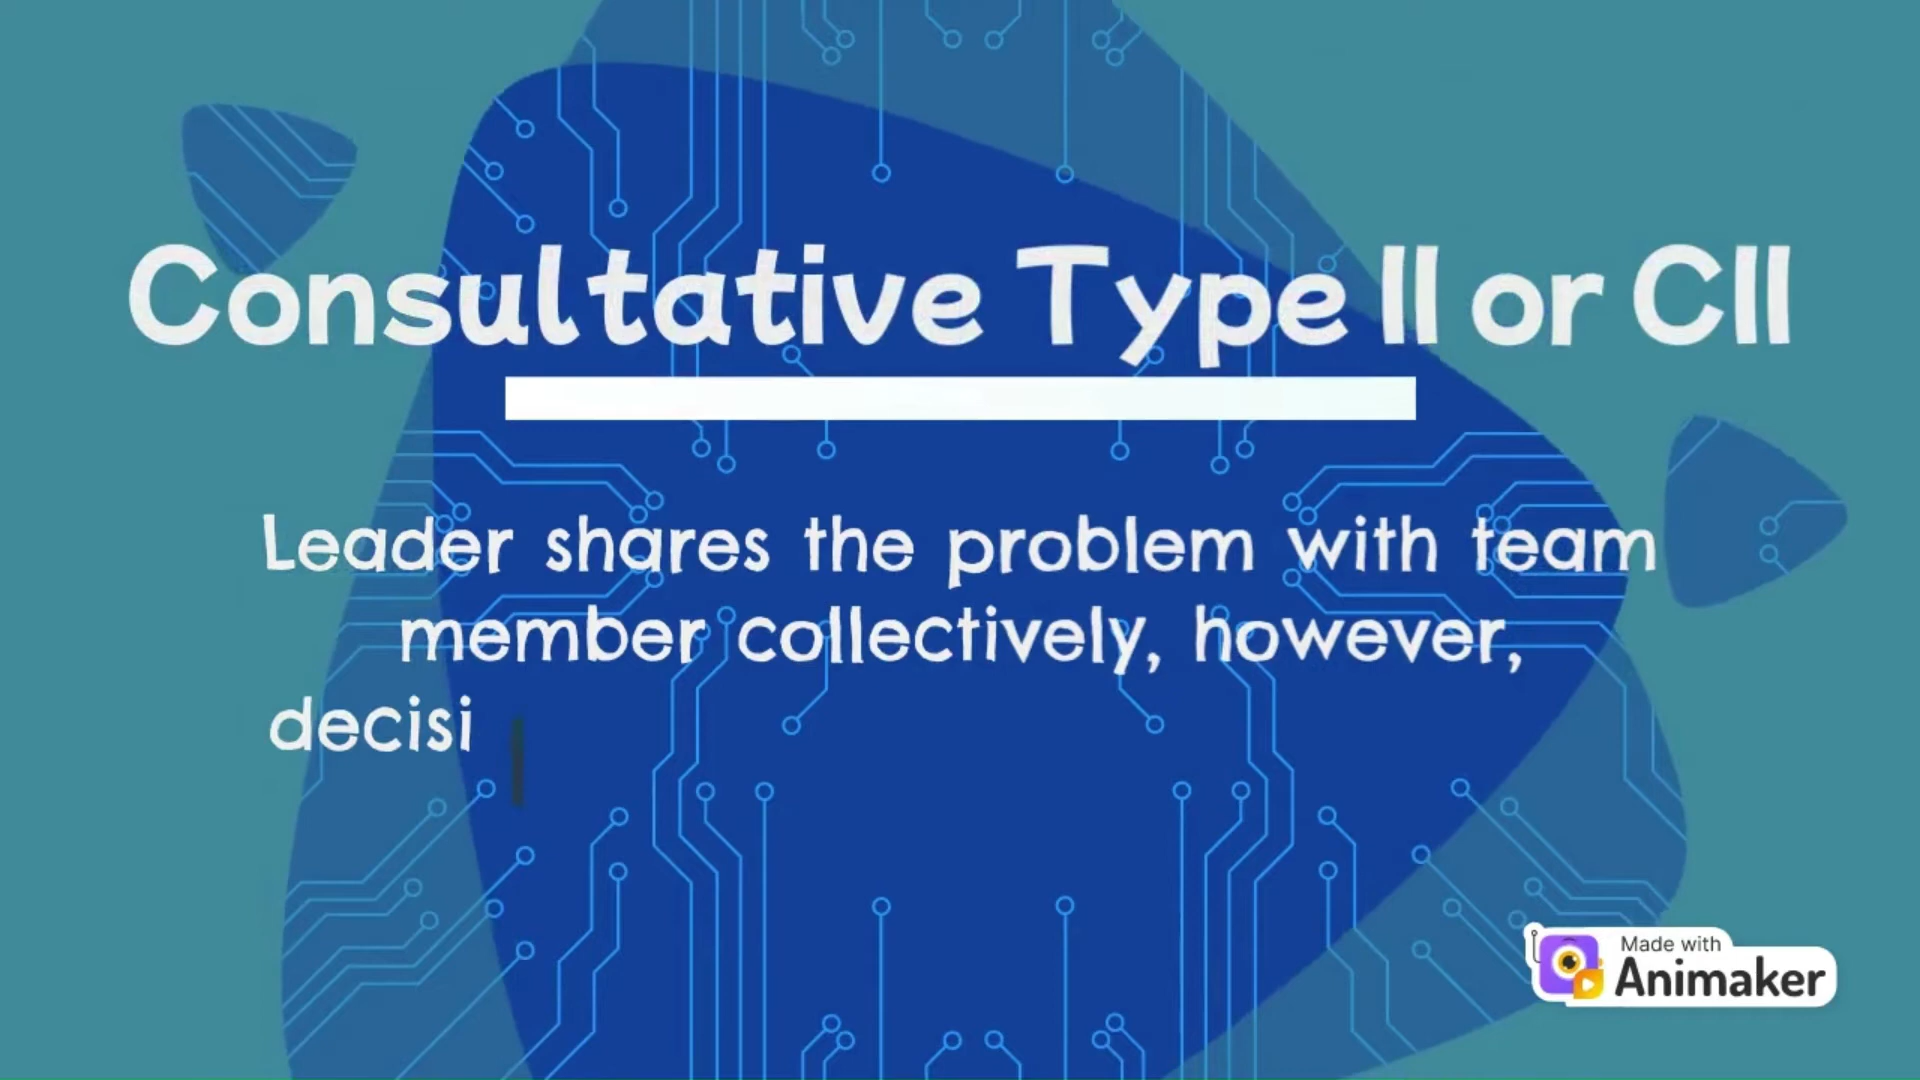 Consultative Type II or CII
Leader shares the problem with team
member collectively, however,
decisi
Made with
Animaker